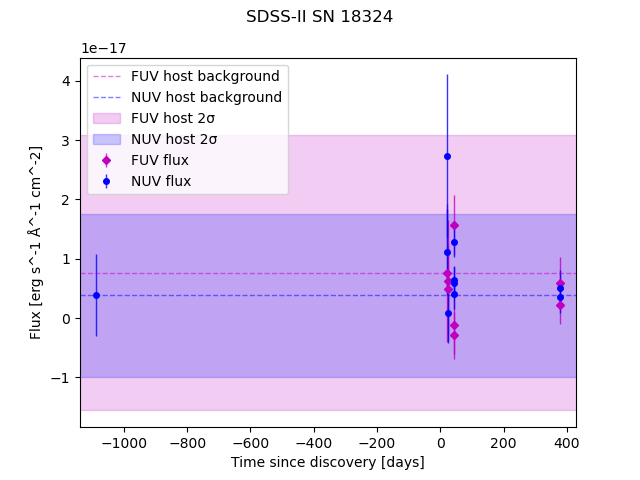 SDSS-II SN 18324
1e−17
FUV host background
NUV host background
FUV host 2σ
NUV host 2σ
FUV flux
NUV flux
4
3
2
1
0
−1
Flux [erg s^-1 Å^-1 cm^-2]
−1000 −800 −600 −400 −200 0 200 400
Time since discovery [days]